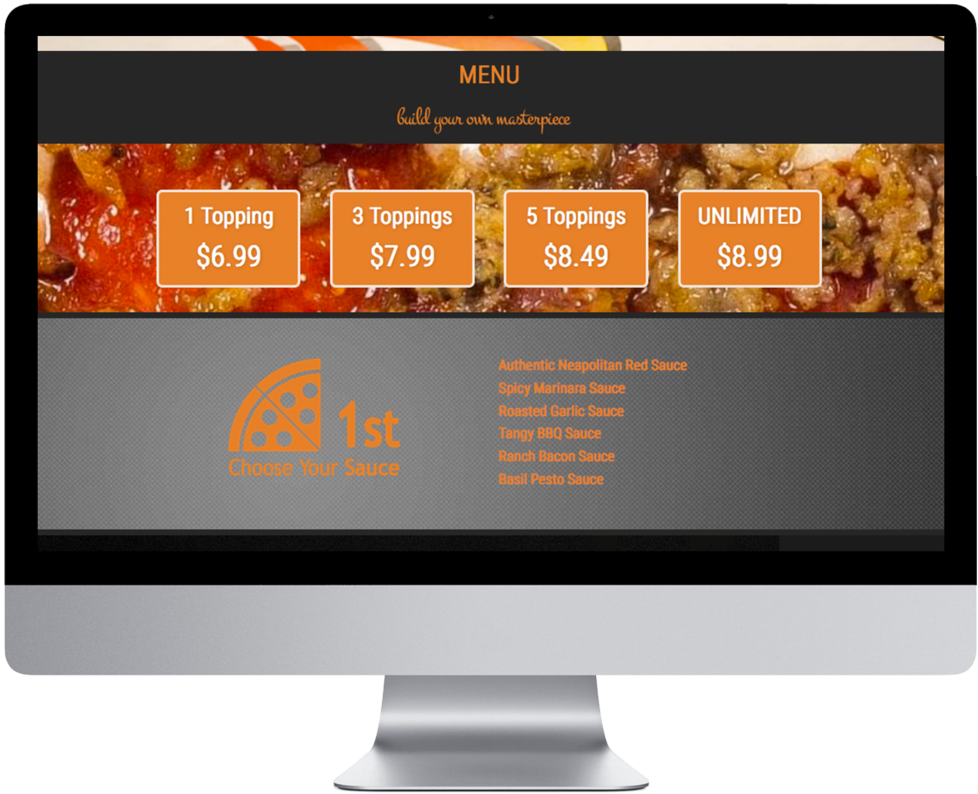 MENU
build your own masterpiece
1 Topping
$6.99
3 Toppings
$7.99
5 Toppings
$8.49
UNLIMITED
$8.99
1st
Choose Your Sauce
Authentic Neapolitan Red Sauce
Spicy Marinara Sauce
Roasted Garlic Sauce
Tangy BBQ Sauce
Ranch Bacon Sauce
Basil Pesto Sauce